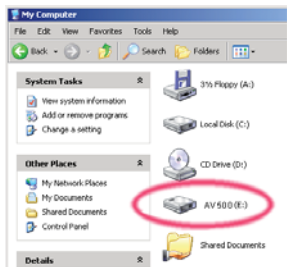 My Computer
File Edit View Favorites Tools Help
Back Search Folders
System Tasks
View system information
Add or remove programs
Change a setting
Other Places
My Network Places
My Documents
Shared Documents
Control Panel
Details
3½ Floppy (A:)
Local Disk (C:)
CD Drive (D:)
AV500(E:)
Shared Documents